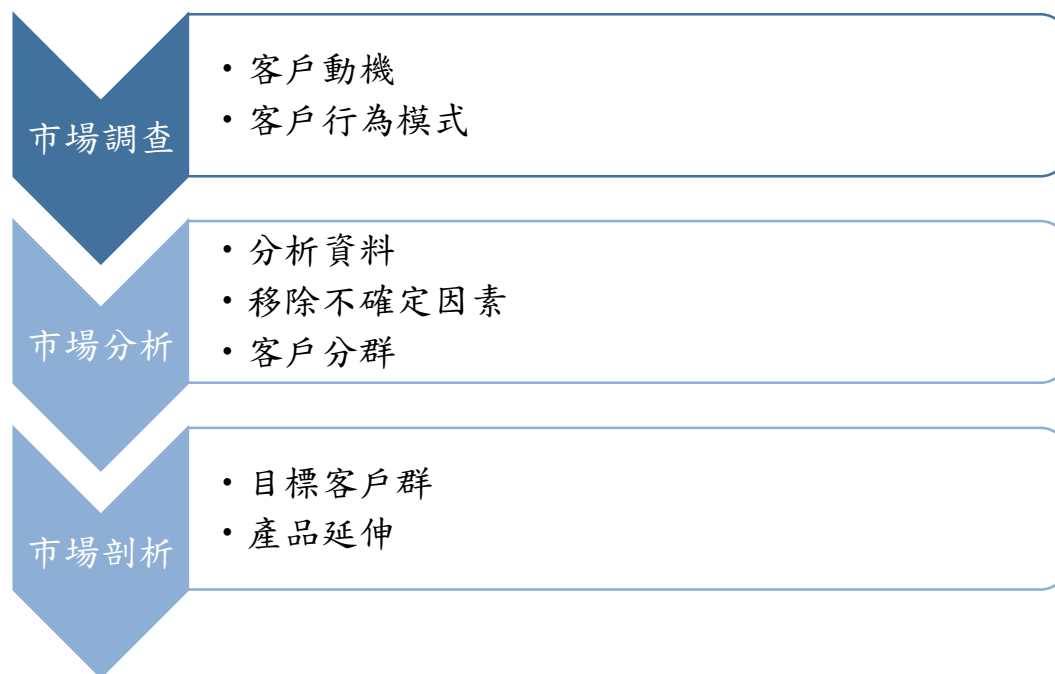 市場調查
• 客戶動機
• 客戶行為模式
市場分析
• 分析資料
• 移除不確定因素
• 客戶分群
市場剖析
• 目標客戶群
• 產品延伸